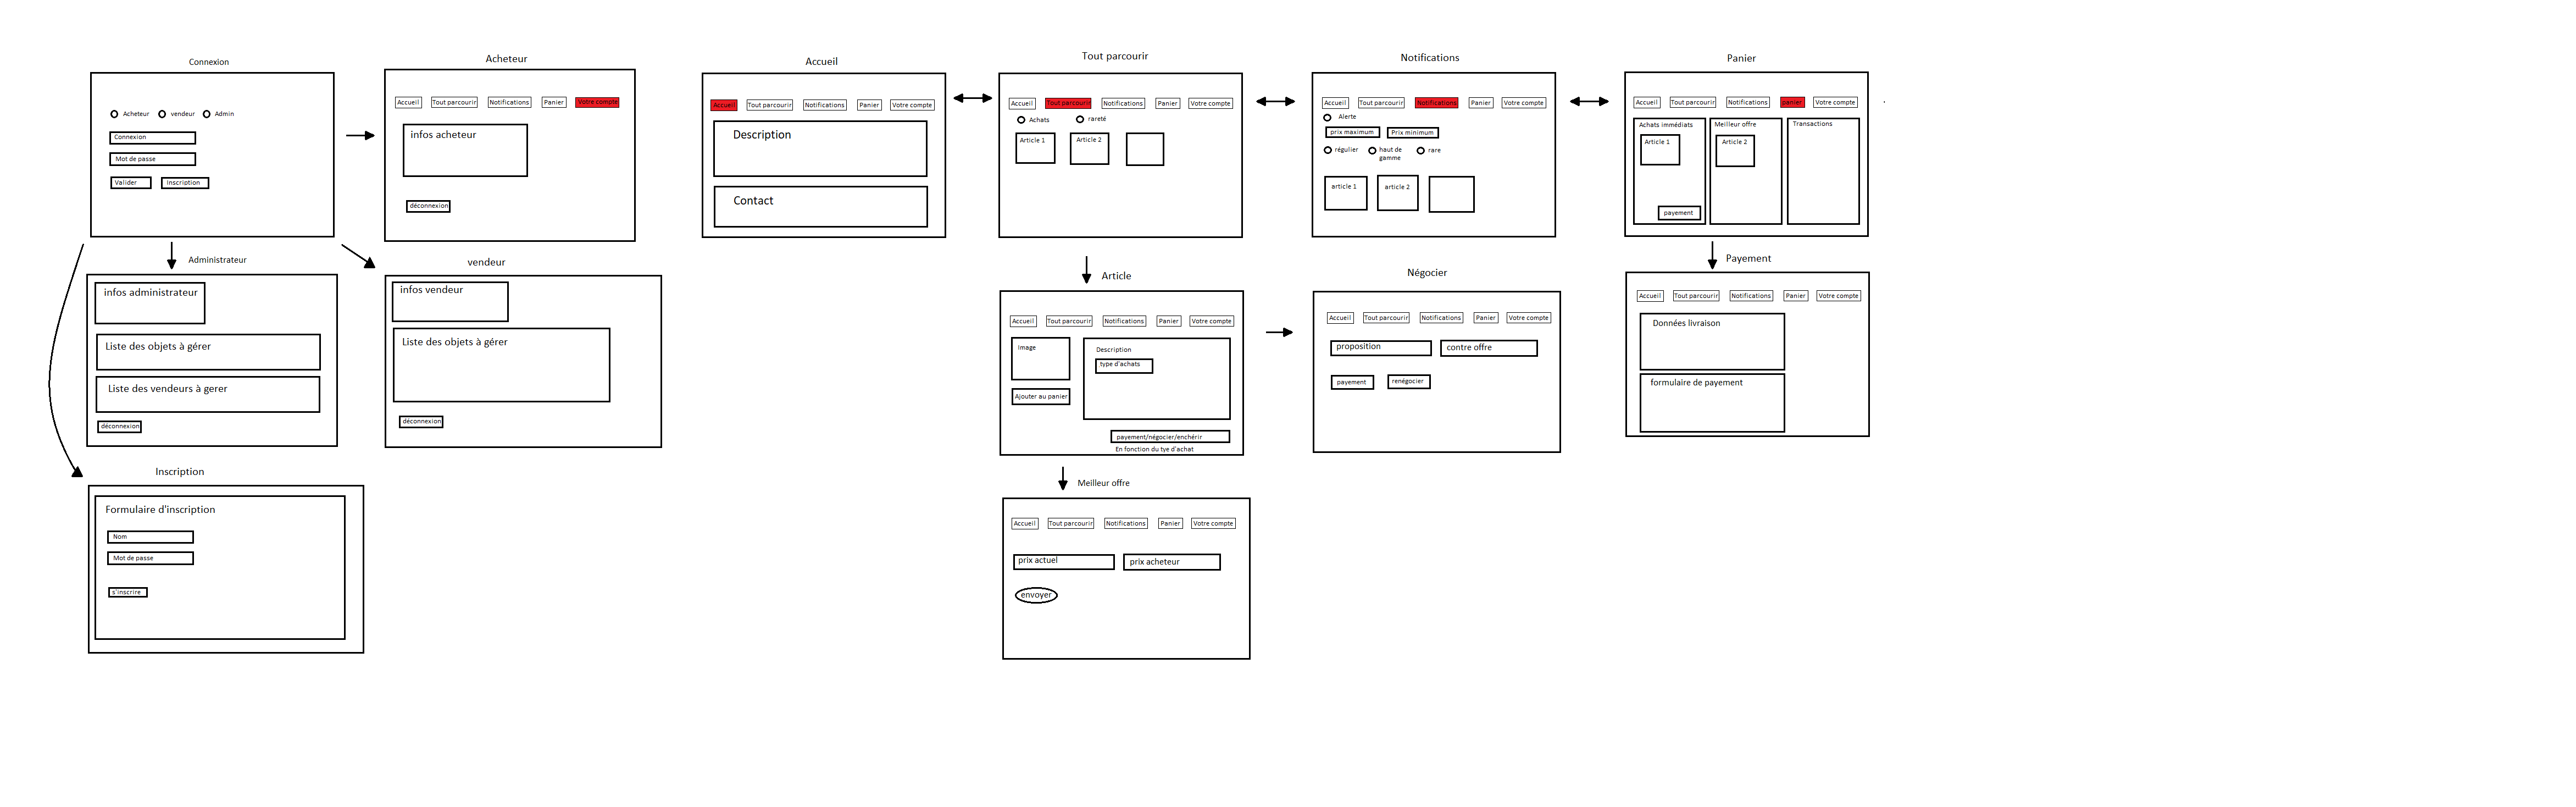 Connexion
Acheteur vendeur Admin
Connexion
Mot de passe
Valider Inscription
Acheteur
Accueil Tout parcourir Notifications Panier Votre compte
infos acheteur
déconnexion
Accueil
Accueil Tout parcourir Notifications Panier Votre compte
Description
Contact
Tout parcourir
Accueil Tout parcourir Notifications Panier Votre compte
Achats rareté
Article 1 Article 2
Notifications
Accueil Tout parcourir Notifications Panier Votre compte
Alerte
prix maximum Prix minimum
régulier haut de gamme rare
article 1 article 2
Panier
Accueil Tout parcourir Notifications panier Votre compte
Achats immédiats Meilleur offre Transactions
Article 1 Article 2
payement
Administrateur
infos administrateur
Liste des objets à gérer
Liste des vendeurs à gerer
déconnexion
vendeur
infos vendeur
Liste des objets à gérer
déconnexion
Article
Accueil Tout parcourir Notifications Panier Votre compte
Image
Description
type d'achats
Ajouter au panier
payement/négocier/enchérir
En fonction du tye d'achat
Négocier
Accueil Tout parcourir Notifications Panier Votre compte
proposition contre offre
payement renégocier
Payement
Accueil Tout parcourir Notifications Panier Votre compte
Données livraison
formulaire de payement
Inscription
Formulaire d'inscription
Nom
Mot de passe
s'inscrire
Meilleur offre
Accueil Tout parcourir Notifications Panier Votre compte
prix actuel prix acheteur
envoyer